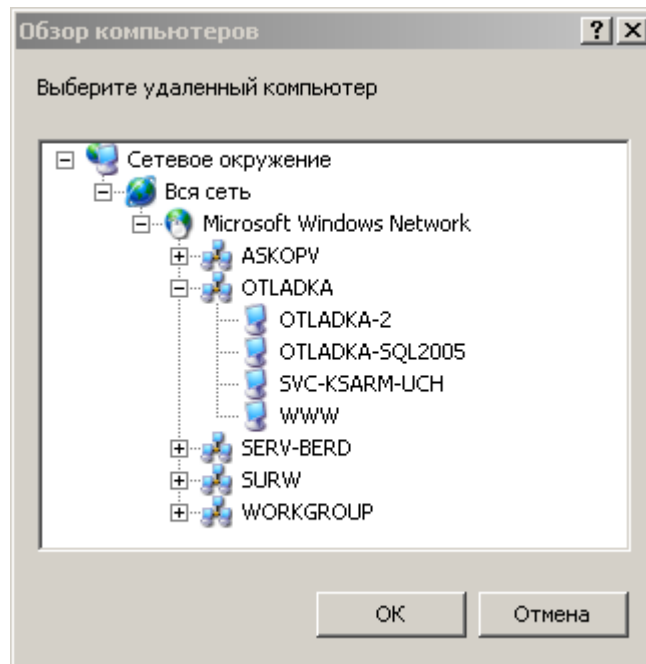 Обзор компьютеров
Выберите удаленный компьютер
Сетевое окружение
Вся сеть
Microsoft Windows Network
ASKOPV
OTLADKA
OTLADKA-2
OTLADKA-SQL2005
SVC-KSARM-UCH
WWW
SERV-BERD
SURW
WORKGROUP
ОК Отмена